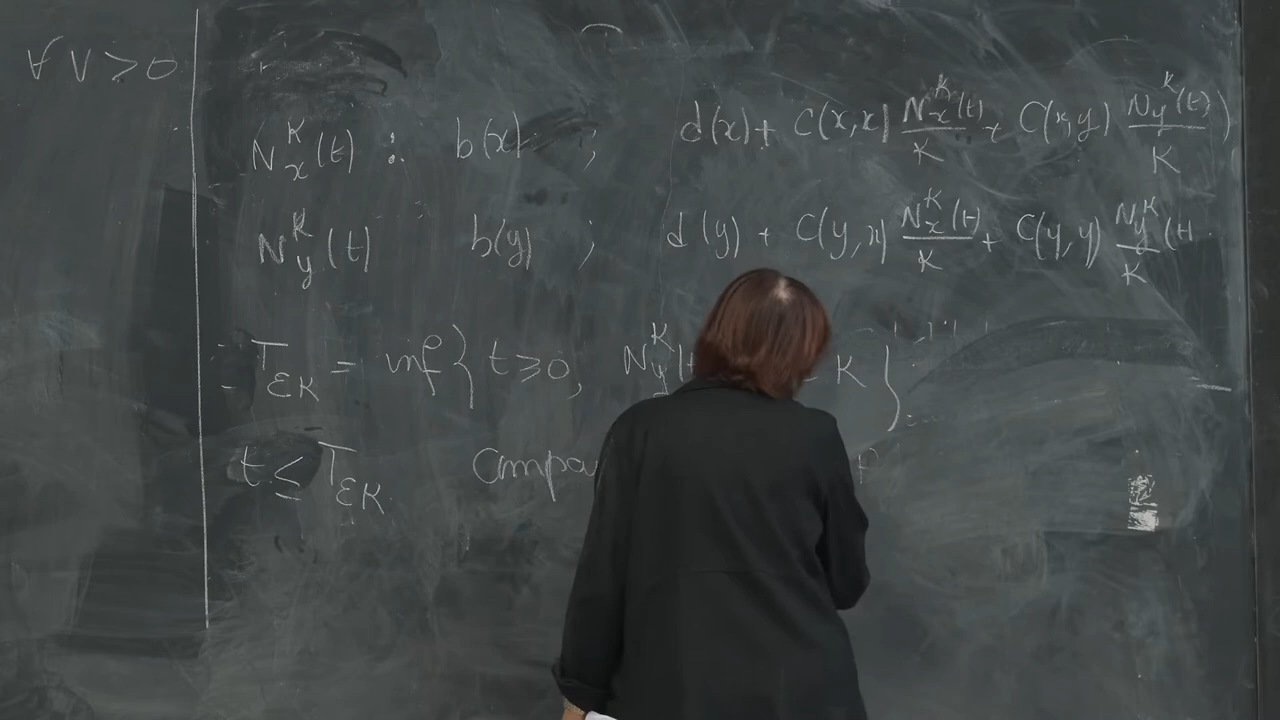 ∀ V > 0
N_x^K(t) : b(x) ; d(x) + C(x,x) N_x^K(t)/K + C(x,y) N_y^K(t)/K
N_y^K(t) b(y) ; d(y) + C(y,x) N_x^K(t)/K + C(y,y) N_y^K(t)/K
T_εK = inf { t ≥ 0, N_y^K(t K }
t ≤ T_εK